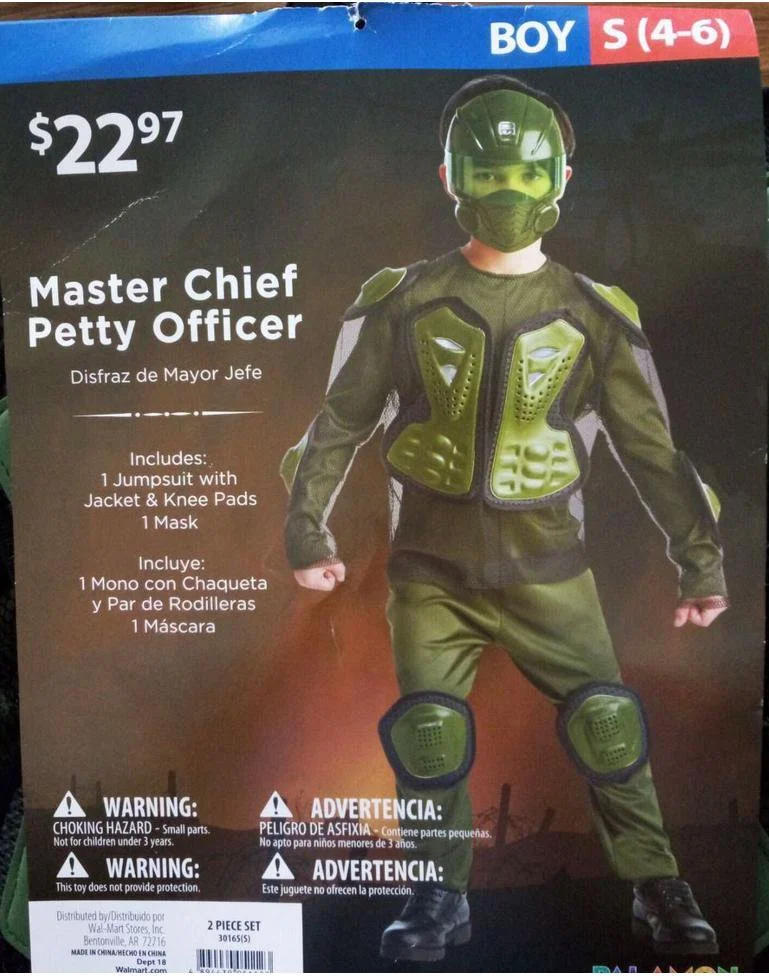 BOY S (4-6)
$22.97
Master Chief
Petty Officer
Disfraz de Mayor Jefe
Includes:
1 Jumpsuit with
Jacket & Knee Pads
1 Mask
Incluye:
1 Mono con Chaqueta
y Par de Rodilleras
1 Máscara
WARNING:
CHOKING HAZARD - Small parts.
Not for children under 3 years.
ADVERTENCIA:
PELIGRO DE ASFIXIA - Contiene partes pequeñas.
No apto para niños menores de 3 años.
WARNING:
This toy does not provide protection.
ADVERTENCIA:
Este juguete no ofrecen la protección.
Distributed by/Distribuido por
Wal-Mart Stores, Inc.
Bentonville, AR 72716
MADE IN CHINA/HECHO EN CHINA
Dept 18
Walmart.com
2 PIECE SET
30165(S)